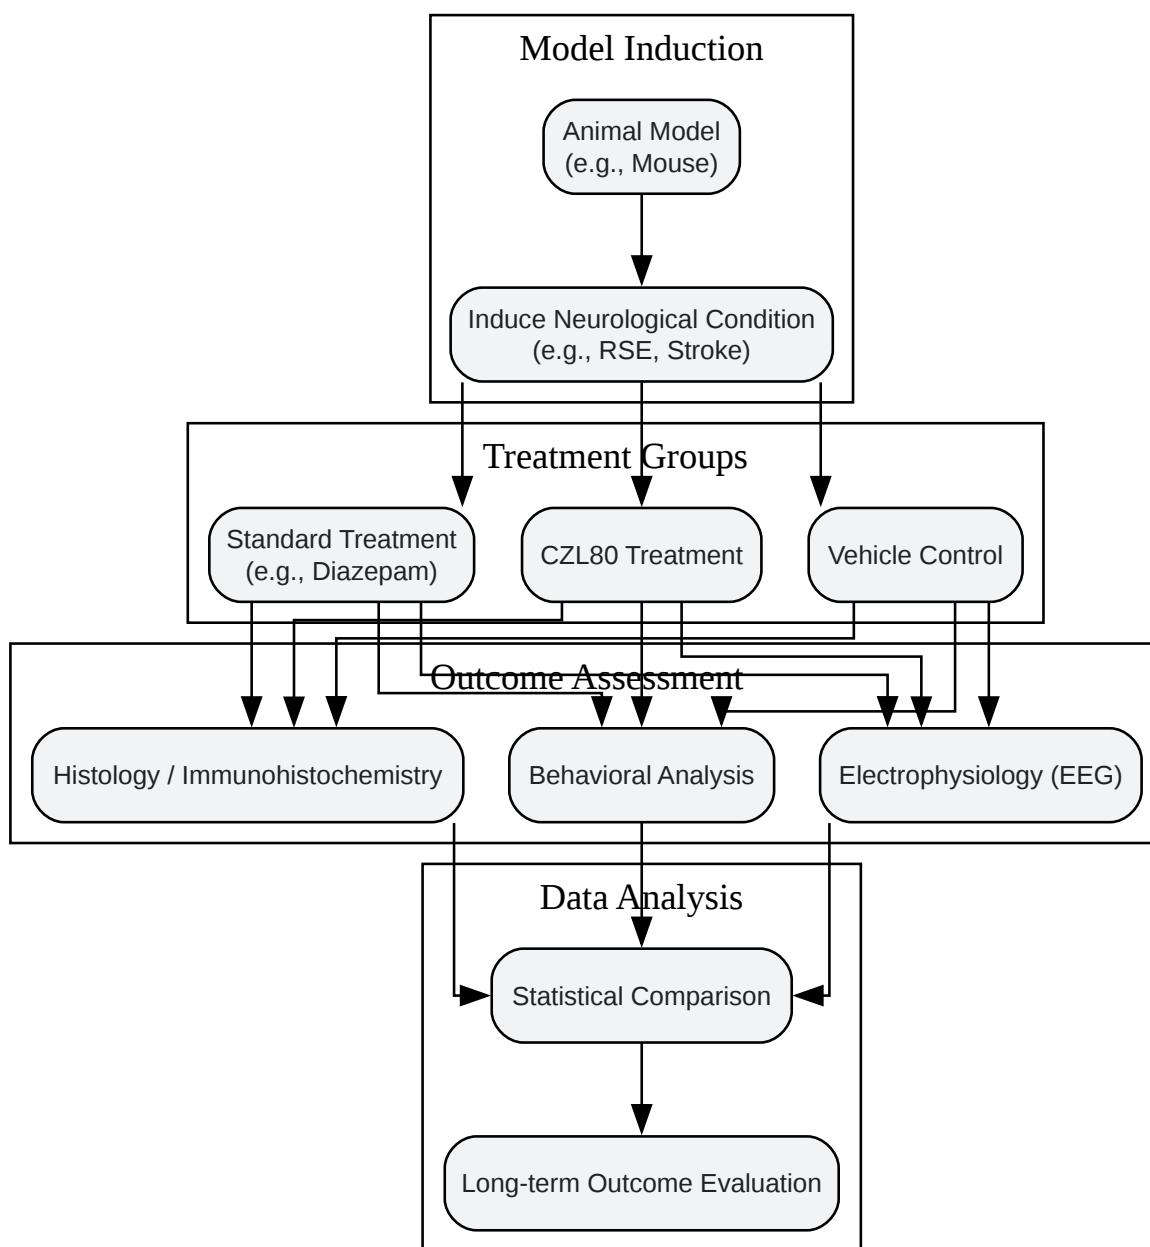 Model Induction
Animal Model
(e.g., Mouse)
Induce Neurological Condition
(e.g., RSE, Stroke)
Treatment Groups
Standard Treatment
(e.g., Diazepam)
CZL80 Treatment
Vehicle Control
Outcome Assessment
Histology / Immunohistochemistry
Behavioral Analysis
Electrophysiology (EEG)
Data Analysis
Statistical Comparison
Long-term Outcome Evaluation